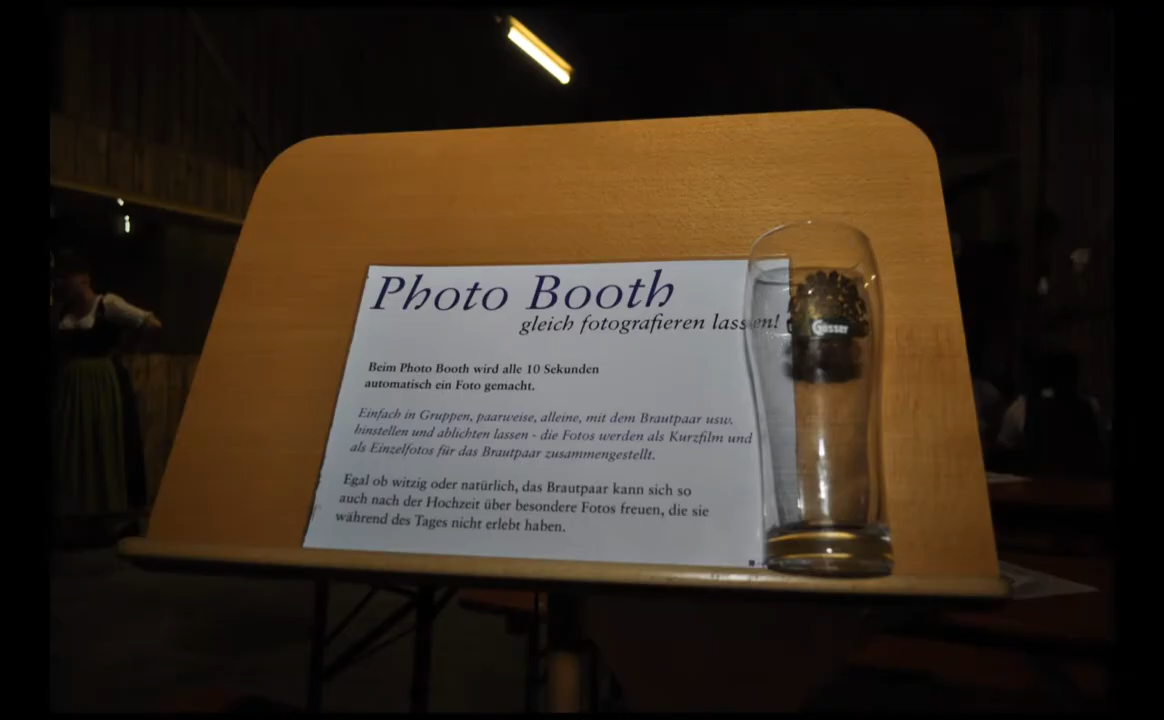 Photo Booth
gleich fotografieren lassen!
Gösser
Beim Photo Booth wird alle 10 Sekunden
automatisch ein Foto gemacht.
Einfach in Gruppen, paarweise, alleine, mit dem Brautpaar usw.
hinstellen und ablichten lassen - die Fotos werden als Kurzfilm und
als Einzelfotos für das Brautpaar zusammengestellt.
Egal ob witzig oder natürlich, das Brautpaar kann sich so
auch nach der Hochzeit über besondere Fotos freuen, die sie
während des Tages nicht erlebt haben.